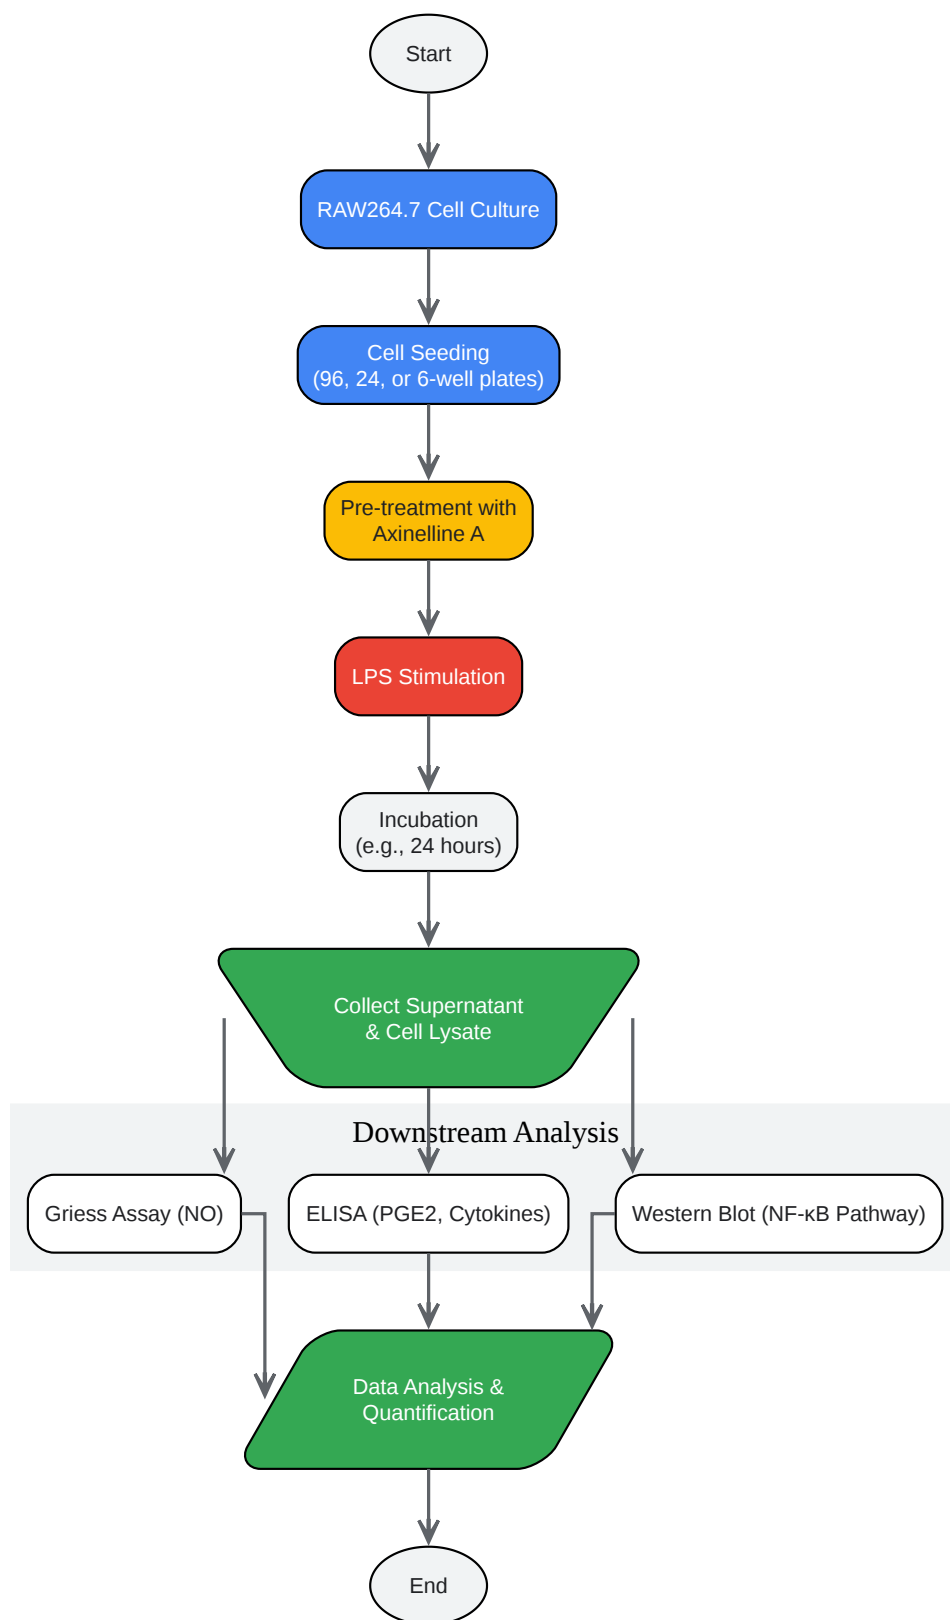 Start
RAW264.7 Cell Culture
Cell Seeding
(96, 24, or 6-well plates)
Pre-treatment with
Axinelline A
LPS Stimulation
Incubation
(e.g., 24 hours)
Collect Supernatant
& Cell Lysate
Downstream Analysis
Griess Assay (NO)
ELISA (PGE2, Cytokines)
Western Blot (NF-κB Pathway)
Data Analysis &
Quantification
End